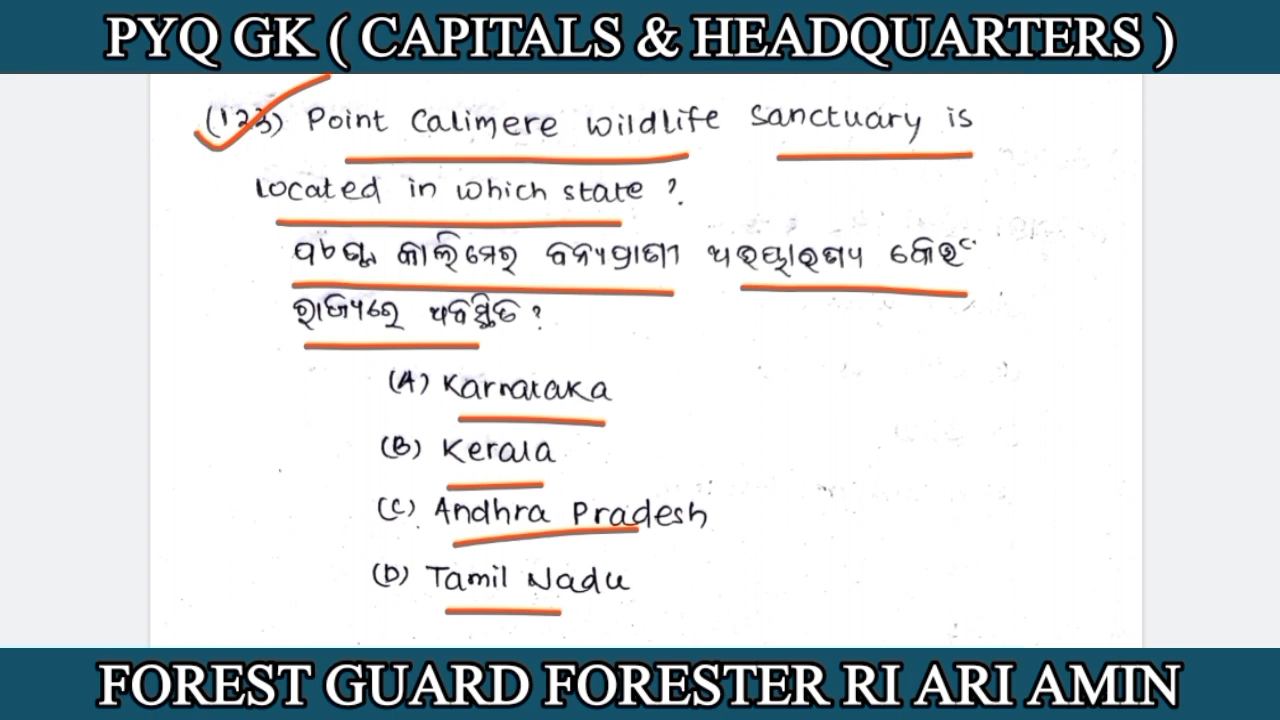 PYQ GK ( CAPITALS & HEADQUARTERS )
(123) Point Calimere wildlife Sanctuary is
located in which state ?
ପଏଣ୍ଟ କାଲିମେର ବନ୍ୟପ୍ରାଣୀ ଅଭୟାରଣ୍ୟ କେଉଁ
ରାଜ୍ୟରେ ଅବସ୍ଥିତ ?
(A) Karnataka
(B) Kerala
(C) Andhra Pradesh
(D) Tamil Nadu
FOREST GUARD FORESTER RI ARI AMIN